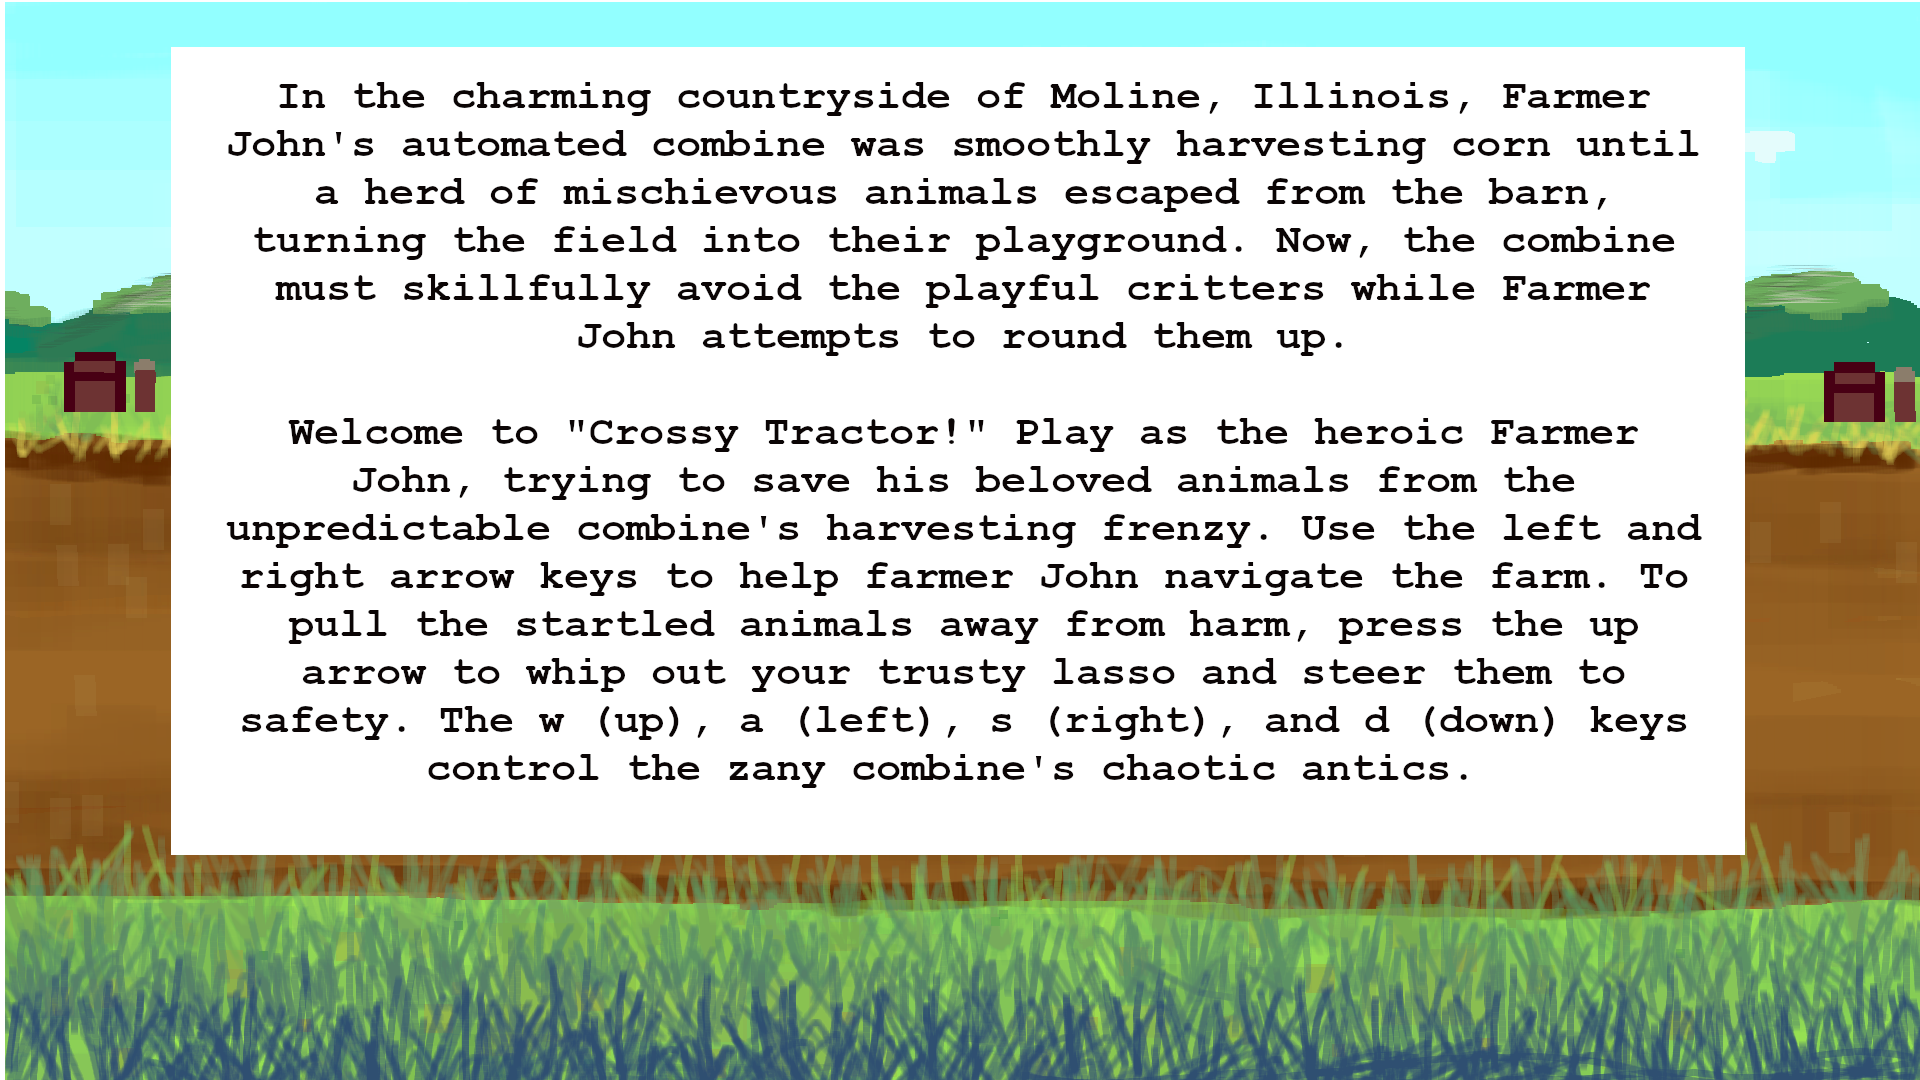 In the charming countryside of Moline, Illinois, Farmer
John's automated combine was smoothly harvesting corn until
a herd of mischievous animals escaped from the barn,
turning the field into their playground. Now, the combine
must skillfully avoid the playful critters while Farmer
John attempts to round them up.
Welcome to "Crossy Tractor!" Play as the heroic Farmer
John, trying to save his beloved animals from the
unpredictable combine's harvesting frenzy. Use the left and
right arrow keys to help farmer John navigate the farm. To
pull the startled animals away from harm, press the up
arrow to whip out your trusty lasso and steer them to
safety. The w (up), a (left), s (right), and d (down) keys
control the zany combine's chaotic antics.